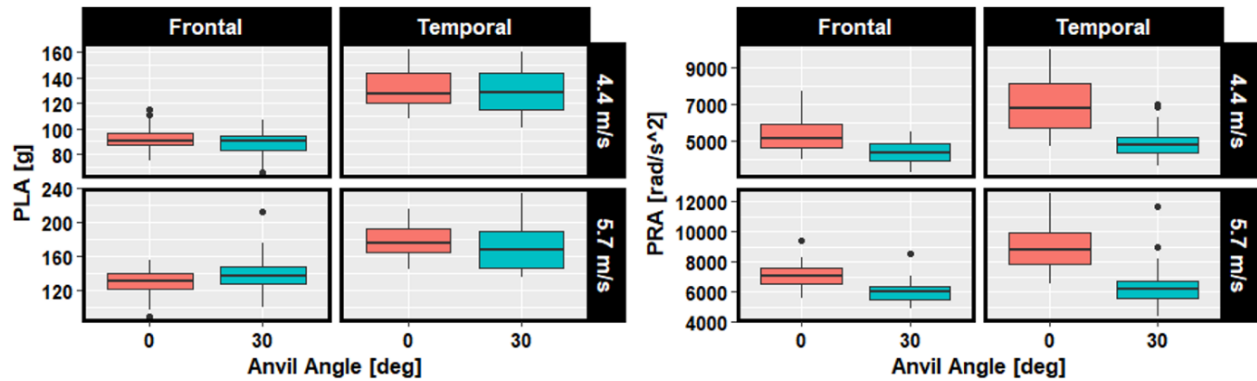 Frontal Temporal
PLA [g]
160
140
120
100
80
4.4 m/s
240
200
160
120
5.7 m/s
0 30 0 30
Anvil Angle [deg]
Frontal Temporal
PRA [rad/s^2]
9000
7000
5000
4.4 m/s
12000
10000
8000
6000
4000
5.7 m/s
0 30 0 30
Anvil Angle [deg]